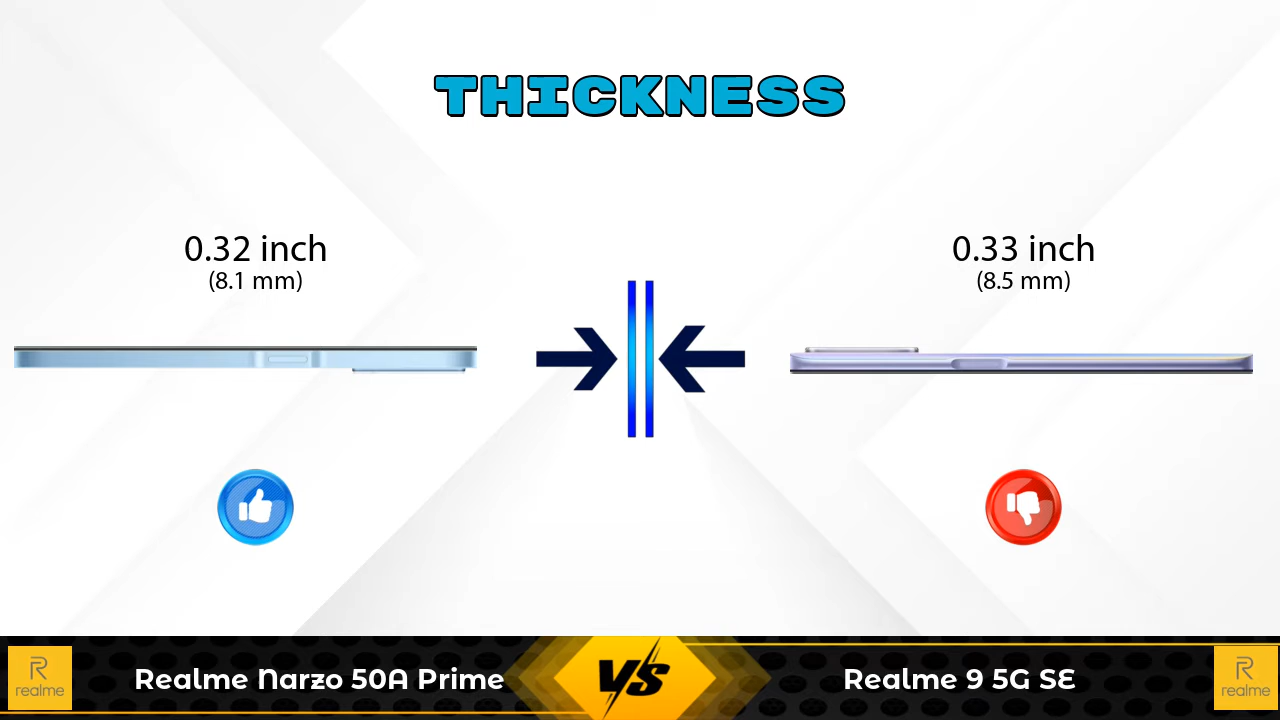 THICKNESS
0.32 inch
(8.1 mm)
0.33 inch
(8.5 mm)
R
realme
Realme Narzo 50A Prime
VS
Realme 9 5G SE
R
realme